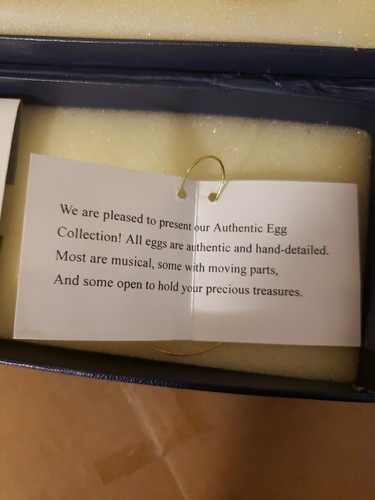 We are pleased to present our Authentic Egg
Collection! All eggs are authentic and hand-detailed.
Most are musical, some with moving parts,
And some open to hold your precious treasures.